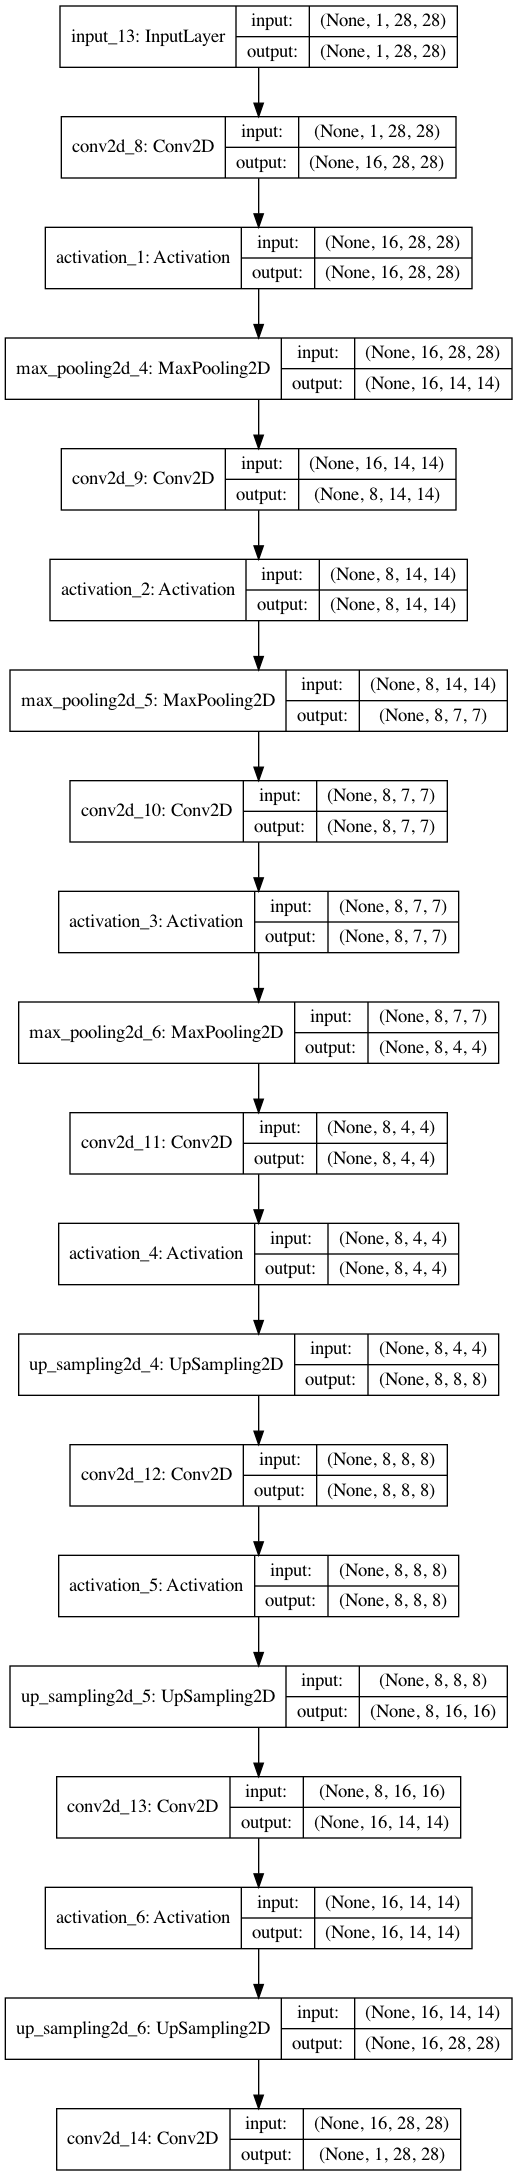 input_13: InputLayer
input: (None, 1, 28, 28)
output: (None, 1, 28, 28)
conv2d_8: Conv2D
input: (None, 1, 28, 28)
output: (None, 16, 28, 28)
activation_1: Activation
input: (None, 16, 28, 28)
output: (None, 16, 28, 28)
max_pooling2d_4: MaxPooling2D
input: (None, 16, 28, 28)
output: (None, 16, 14, 14)
conv2d_9: Conv2D
input: (None, 16, 14, 14)
output: (None, 8, 14, 14)
activation_2: Activation
input: (None, 8, 14, 14)
output: (None, 8, 14, 14)
max_pooling2d_5: MaxPooling2D
input: (None, 8, 14, 14)
output: (None, 8, 7, 7)
conv2d_10: Conv2D
input: (None, 8, 7, 7)
output: (None, 8, 7, 7)
activation_3: Activation
input: (None, 8, 7, 7)
output: (None, 8, 7, 7)
max_pooling2d_6: MaxPooling2D
input: (None, 8, 7, 7)
output: (None, 8, 4, 4)
conv2d_11: Conv2D
input: (None, 8, 4, 4)
output: (None, 8, 4, 4)
activation_4: Activation
input: (None, 8, 4, 4)
output: (None, 8, 4, 4)
up_sampling2d_4: UpSampling2D
input: (None, 8, 4, 4)
output: (None, 8, 8, 8)
conv2d_12: Conv2D
input: (None, 8, 8, 8)
output: (None, 8, 8, 8)
activation_5: Activation
input: (None, 8, 8, 8)
output: (None, 8, 8, 8)
up_sampling2d_5: UpSampling2D
input: (None, 8, 8, 8)
output: (None, 8, 16, 16)
conv2d_13: Conv2D
input: (None, 8, 16, 16)
output: (None, 16, 14, 14)
activation_6: Activation
input: (None, 16, 14, 14)
output: (None, 16, 14, 14)
up_sampling2d_6: UpSampling2D
input: (None, 16, 14, 14)
output: (None, 16, 28, 28)
conv2d_14: Conv2D
input: (None, 16, 28, 28)
output: (None, 1, 28, 28)